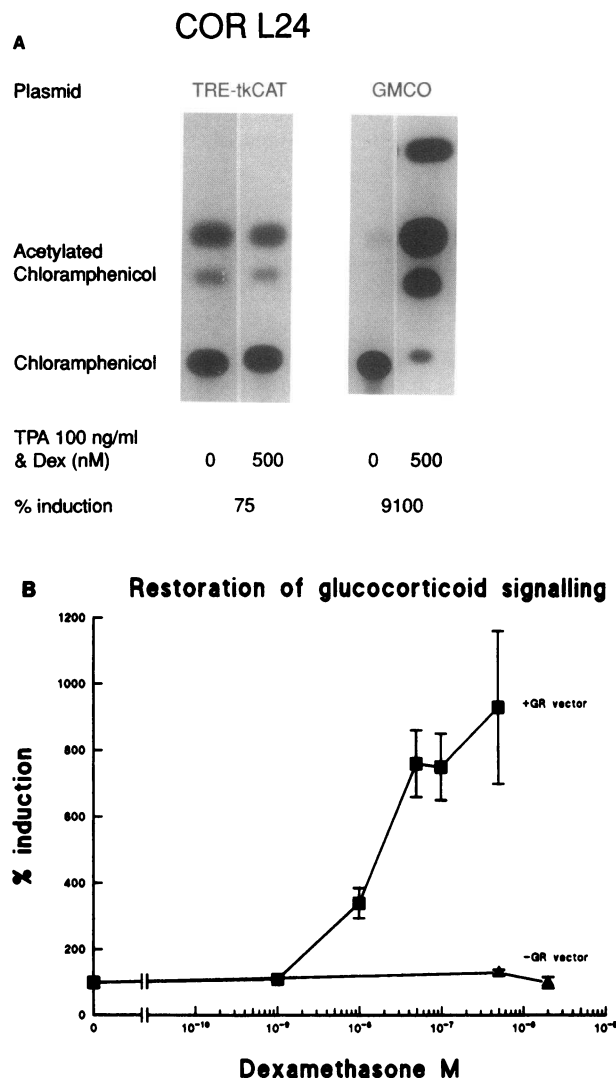 COR L24
A
Plasmid TRE-tkCAT GMCO
Acetylated
Chloramphenicol
Chloramphenicol
TPA 100 ng/ml
& Dex (nM) 0 500 0 500
% induction 75 9100
B Restoration of glucocorticoid signalling
1200
1000
800
600
400
200
0
% induction
+GR vector
−GR vector
0 10⁻¹⁰ 10⁻⁹ 10⁻⁸ 10⁻⁷ 10⁻⁶ 10⁻⁵
Dexamethasone M